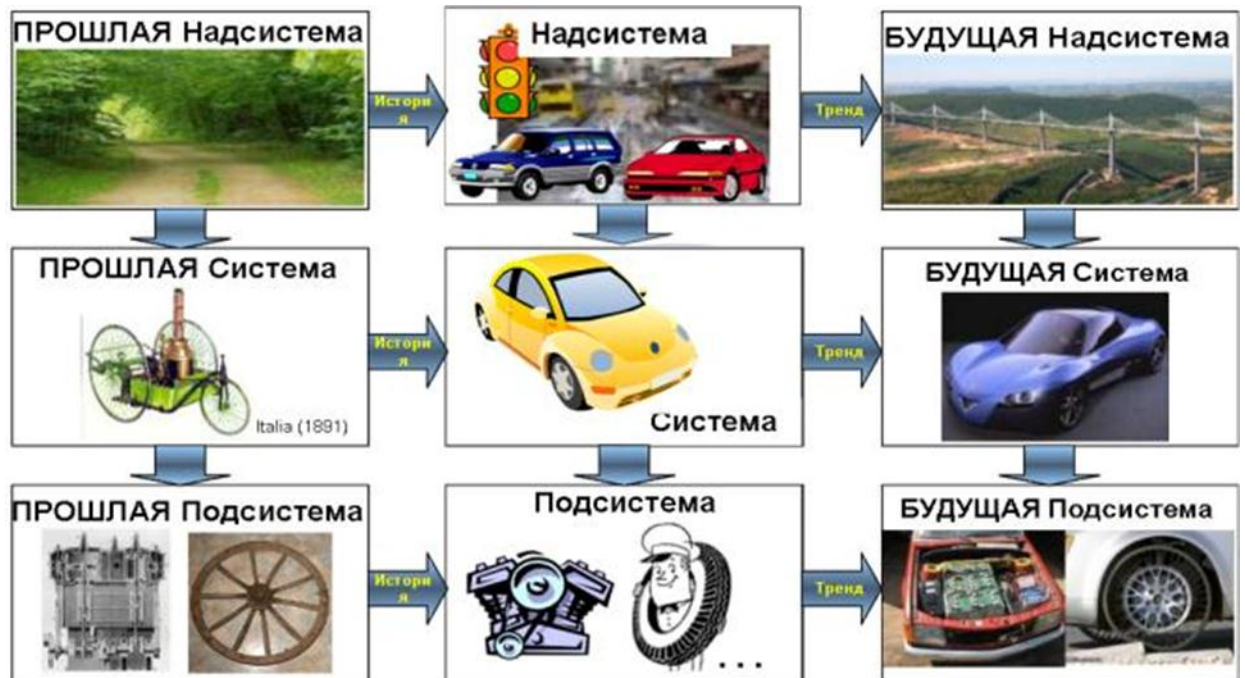 ПРОШЛАЯ Надсистема
Надсистема
БУДУЩАЯ Надсистема
Истори
я
Тренд
ПРОШЛАЯ Система
Italia (1891)
Истори
я
Система
Тренд
БУДУЩАЯ Система
ПРОШЛАЯ Подсистема
Подсистема
БУДУЩАЯ Подсистема
Истори
я
...
Тренд